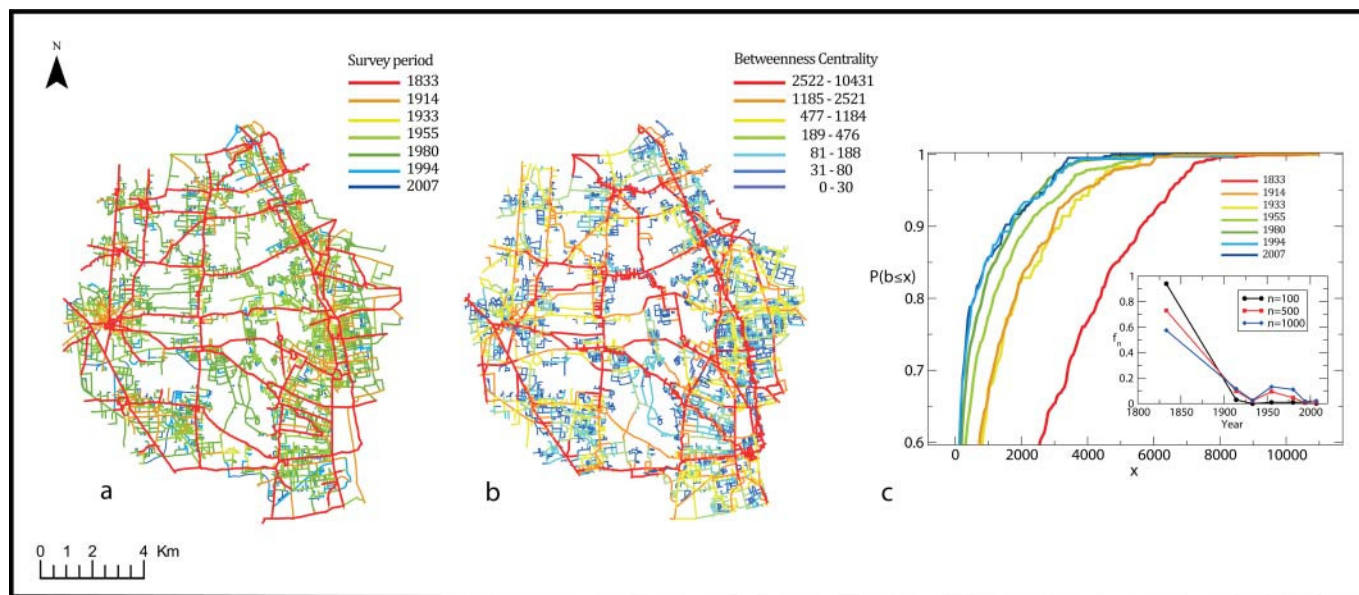 N
Survey period
1833
1914
1933
1955
1980
1994
2007
a
0 1 2 4 Km
Betweenness Centrality
2522 - 10431
1185 - 2521
477 - 1184
189 - 476
81 - 188
31 - 80
0 - 30
b
1
0.9
P(b≤x)
0.8
0.7
0.6
0 2000 4000 6000 8000 10000
x
c
1833
1914
1933
1955
1980
1994
2007
1
0.8
0.6
fn
0.4
0.2
0
1800 1850 1900 1950 2000
Year
n=100
n=500
n=1000